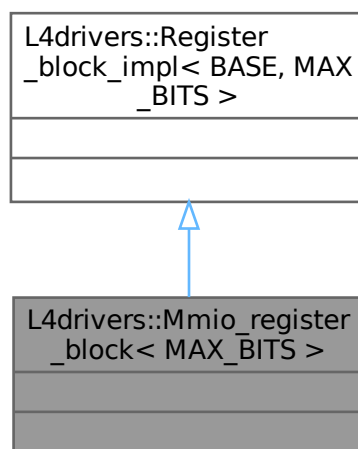 L4drivers::Register
_block_impl< BASE, MAX
_BITS >
L4drivers::Mmio_register
_block< MAX_BITS >